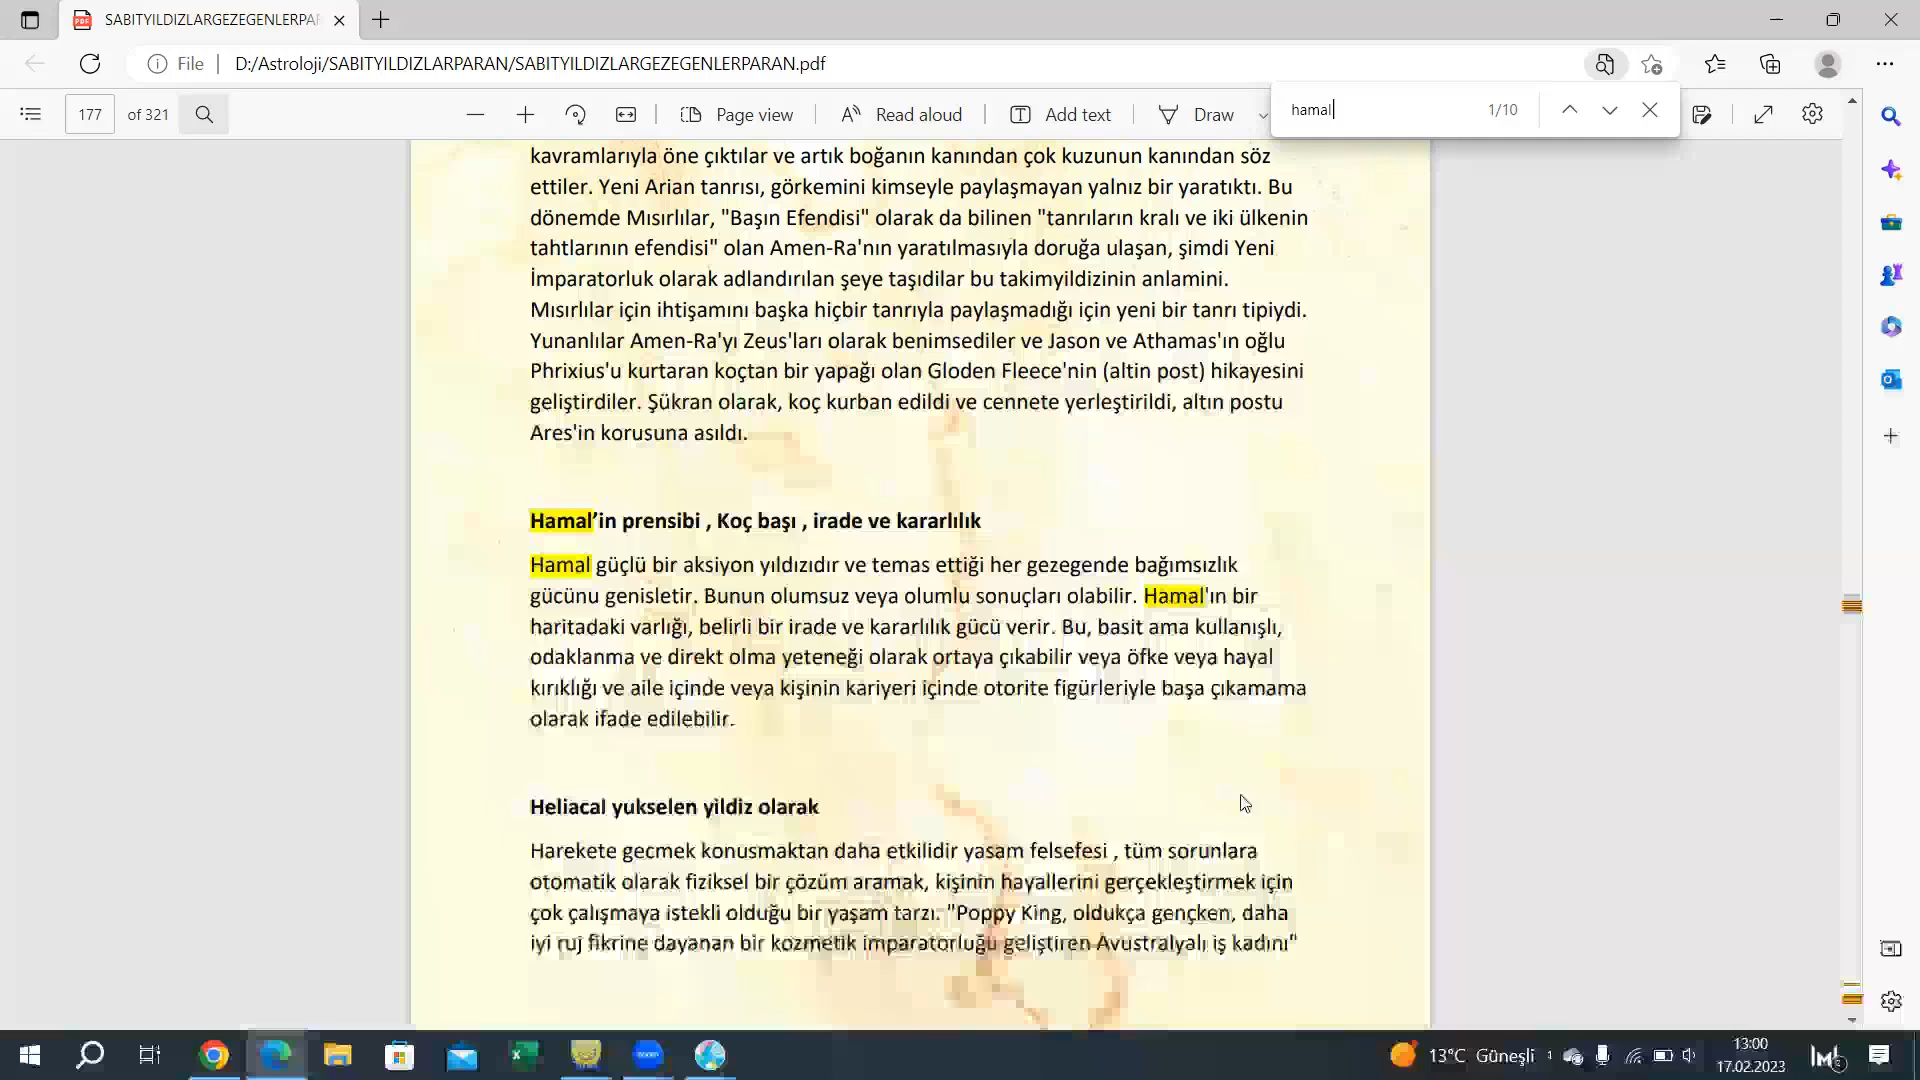 SABITYILDIZLARGEZEGENLERPA
File
D:/Astroloji/SABITYILDIZLARPARAN/SABITYILDIZLARGEZEGENLERPARAN.pdf
177 of 321
Page view
Read aloud
Add text
Draw
hamal 1/10
kavramlarıyla öne çıktılar ve artık boğanın kanından çok kuzunun kanından söz
ettiler. Yeni Arian tanrısı, görkemini kimseyle paylaşmayan yalnız bir yaratıktı. Bu
dönemde Mısırlılar, "Başın Efendisi" olarak da bilinen "tanrıların kralı ve iki ülkenin
tahtlarının efendisi" olan Amen-Ra'nın yaratılmasıyla doruğa ulaşan, şimdi Yeni
İmparatorluk olarak adlandırılan şeye taşıdılar bu takimyildizinin anlamini.
Mısırlılar için ihtişamını başka hiçbir tanrıyla paylaşmadığı için yeni bir tanrı tipiydi.
Yunanlılar Amen-Ra'yı Zeus'ları olarak benimsediler ve Jason ve Athamas'ın oğlu
Phrixius'u kurtaran koçtan bir yapağı olan Gloden Fleece'nin (altin post) hikayesini
geliştirdiler. Şükran olarak, koç kurban edildi ve cennete yerleştirildi, altın postu
Ares'in korusuna asıldı.
Hamal’in prensibi , Koç başı , irade ve kararlılık
Hamal güçlü bir aksiyon yıldızıdır ve temas ettiği her gezegende bağımsızlık
gücünu genisletir. Bunun olumsuz veya olumlu sonuçları olabilir. Hamal'ın bir
haritadaki varlığı, belirli bir irade ve kararlılık gücü verir. Bu, basit ama kullanışlı,
odaklanma ve direkt olma yeteneği olarak ortaya çıkabilir veya öfke veya hayal
kırıklığı ve aile içinde veya kişinin kariyeri içinde otorite figürleriyle başa çıkamama
olarak ifade edilebilir.
Heliacal yukselen yildiz olarak
Harekete gecmek konusmaktan daha etkilidir yasam felsefesi , tüm sorunlara
otomatik olarak fiziksel bir çözüm aramak, kişinin hayallerini gerçekleştirmek için
çok çalışmaya istekli olduğu bir yaşam tarzı. "Poppy King, oldukça gençken, daha
iyi ruj fikrine dayanan bir kozmetik imparatorluğu geliştiren Avustralyalı iş kadını"
13°C Güneşli
13:00
17.02.2023